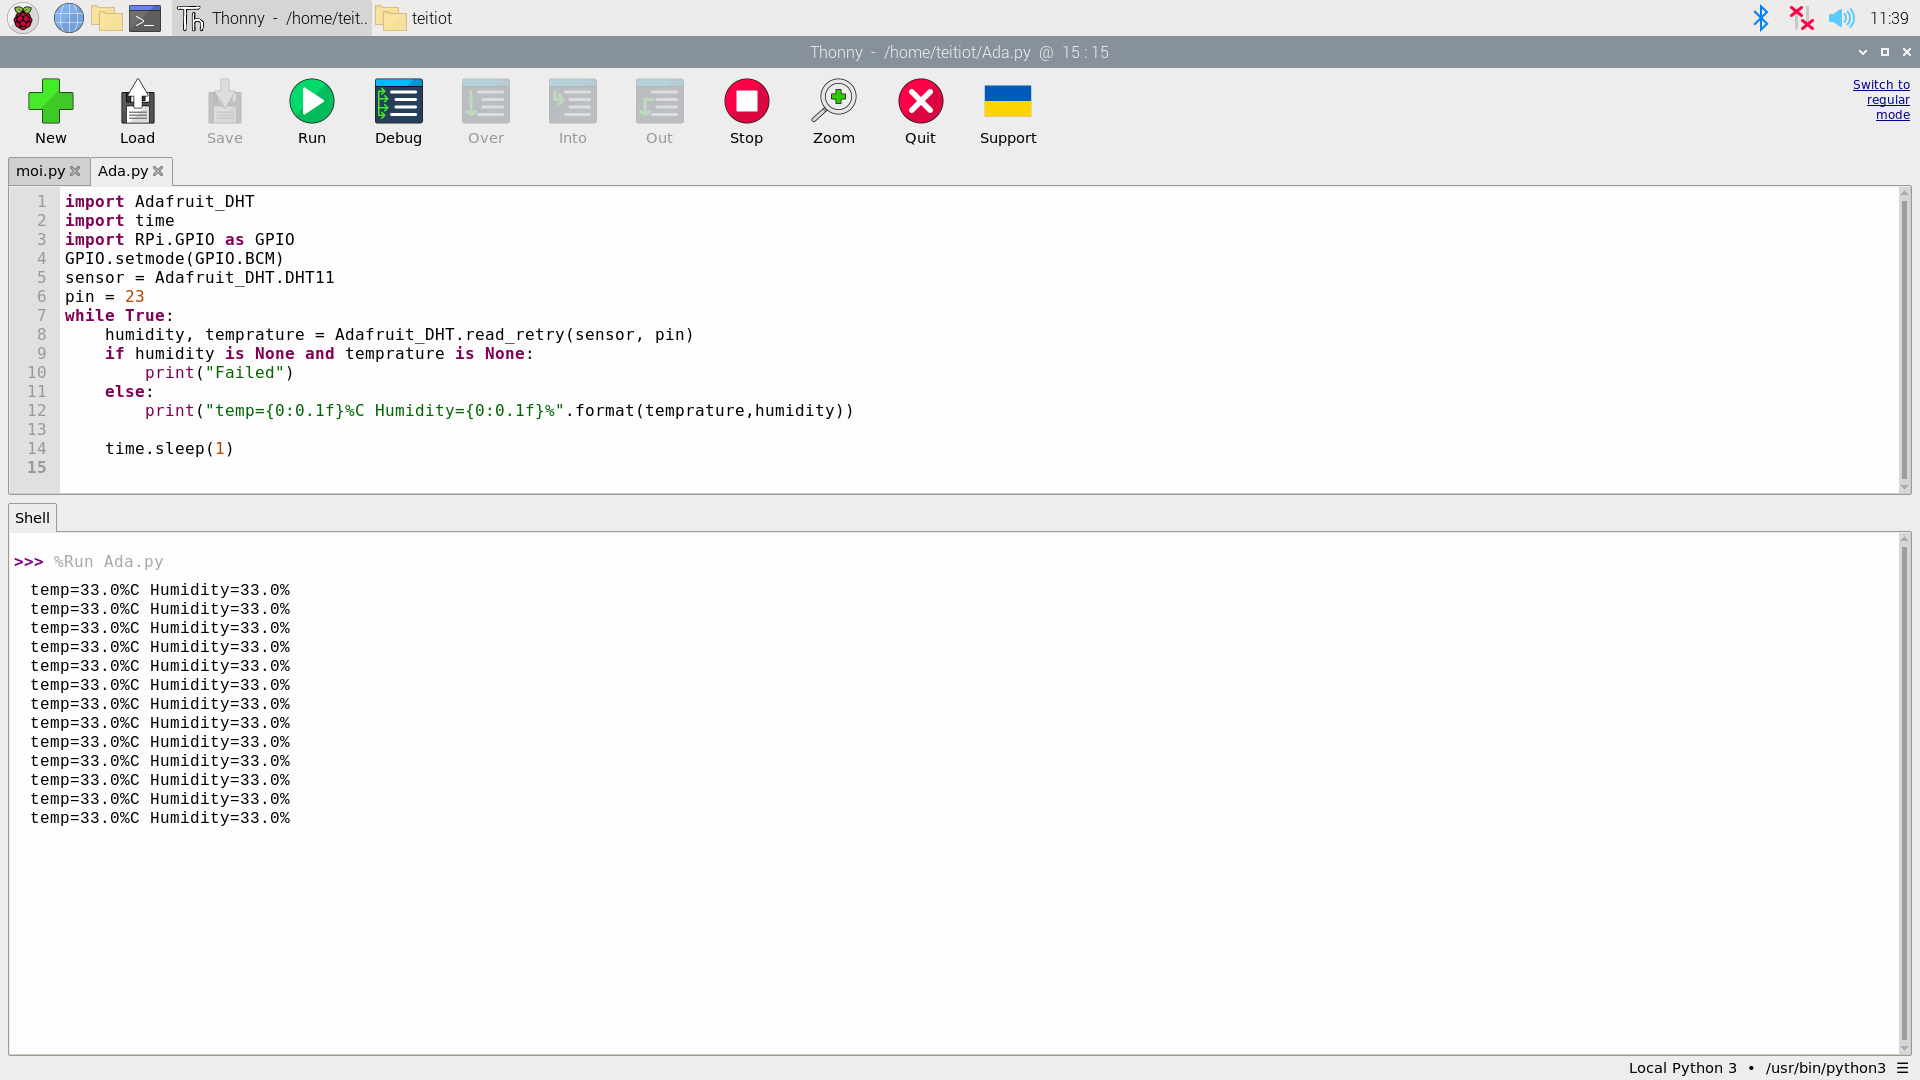 Thonny - /home/teit.. teitiot 11:39
Thonny - /home/teitiot/Ada.py @ 15 : 15
New Load Save Run Debug Over Into Out Stop Zoom Quit Support
Switch to
regular
mode
moi.py Ada.py
1 import Adafruit_DHT
2 import time
3 import RPi.GPIO as GPIO
4 GPIO.setmode(GPIO.BCM)
5 sensor = Adafruit_DHT.DHT11
6 pin = 23
7 while True:
8     humidity, temprature = Adafruit_DHT.read_retry(sensor, pin)
9     if humidity is None and temprature is None:
10         print("Failed")
11     else:
12         print("temp={0:0.1f}%C Humidity={0:0.1f}%".format(temprature,humidity))
13
14     time.sleep(1)
15
Shell
>>> %Run Ada.py
temp=33.0%C Humidity=33.0%
temp=33.0%C Humidity=33.0%
temp=33.0%C Humidity=33.0%
temp=33.0%C Humidity=33.0%
temp=33.0%C Humidity=33.0%
temp=33.0%C Humidity=33.0%
temp=33.0%C Humidity=33.0%
temp=33.0%C Humidity=33.0%
temp=33.0%C Humidity=33.0%
temp=33.0%C Humidity=33.0%
temp=33.0%C Humidity=33.0%
temp=33.0%C Humidity=33.0%
temp=33.0%C Humidity=33.0%
Local Python 3 • /usr/bin/python3 ☰